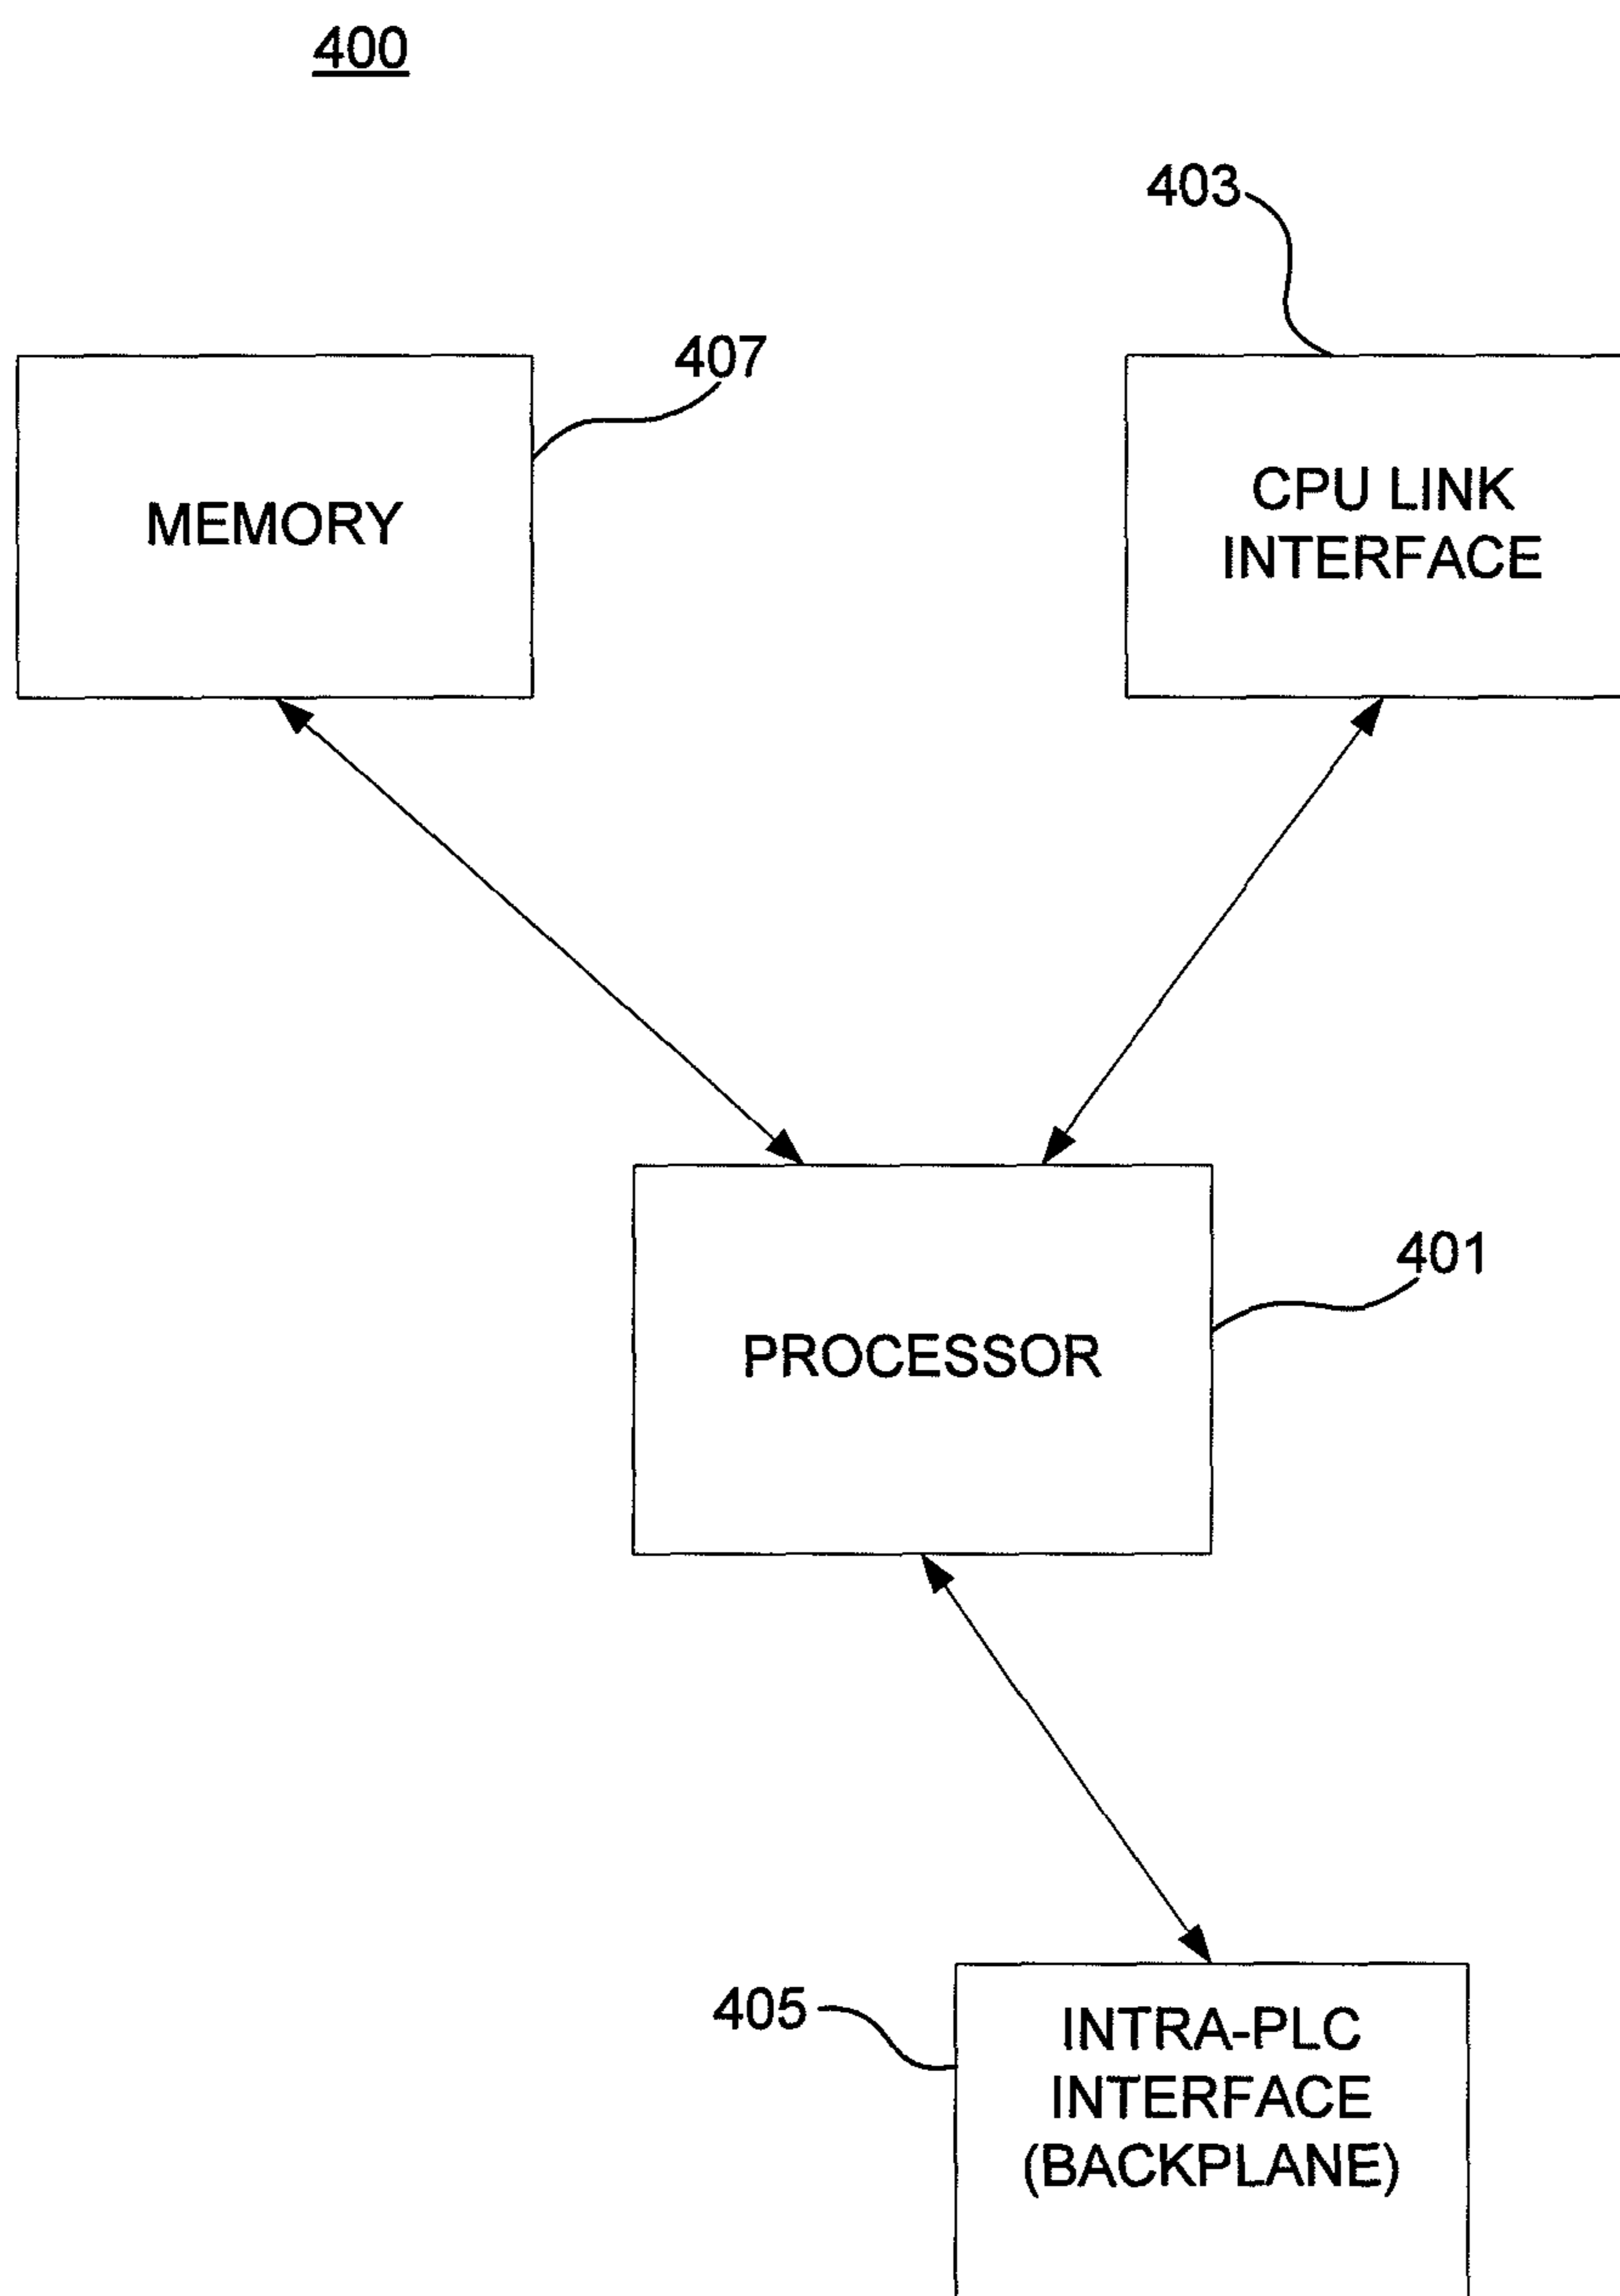 400
403
407
MEMORY
CPU LINK
INTERFACE
401
PROCESSOR
405
INTRA-PLC
INTERFACE
(BACKPLANE)